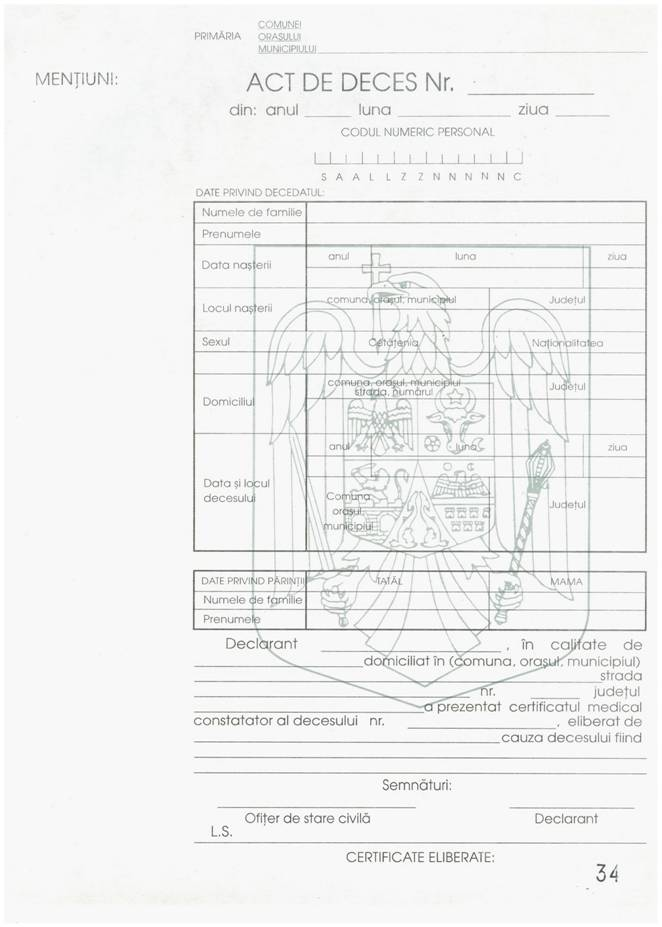 COMUNEI
PRIMĂRIA ORAȘULUI
MUNICIPIULUI
MENȚIUNI:
ACT DE DECES Nr.
din: anul luna ziua
CODUL NUMERIC PERSONAL
S A A L L Z Z N N N N N C
DATE PRIVIND DECEDATUL:
Numele de familie
Prenumele
Data nașterii anul luna ziua
Locul nașterii comuna, orașul, municipiul Județul
Sexul Cetățenia Naționalitatea
Domiciliul comuna, orașul, municipiul Județul
strada, numărul
anul luna ziua
Data și locul
decesului
Comuna
orașul,
municipiul
Județul
DATE PRIVIND PĂRINȚII TATĂL MAMA
Numele de familie
Prenumele
Declarant , în calitate de
domiciliat în (comuna, orașul, municipiul)
strada
nr. județul
a prezentat certificatul medical
constatator al decesului nr. , eliberat de
cauza decesului fiind
Semnături:
Ofițer de stare civilă Declarant
L.S.
CERTIFICATE ELIBERATE:
34